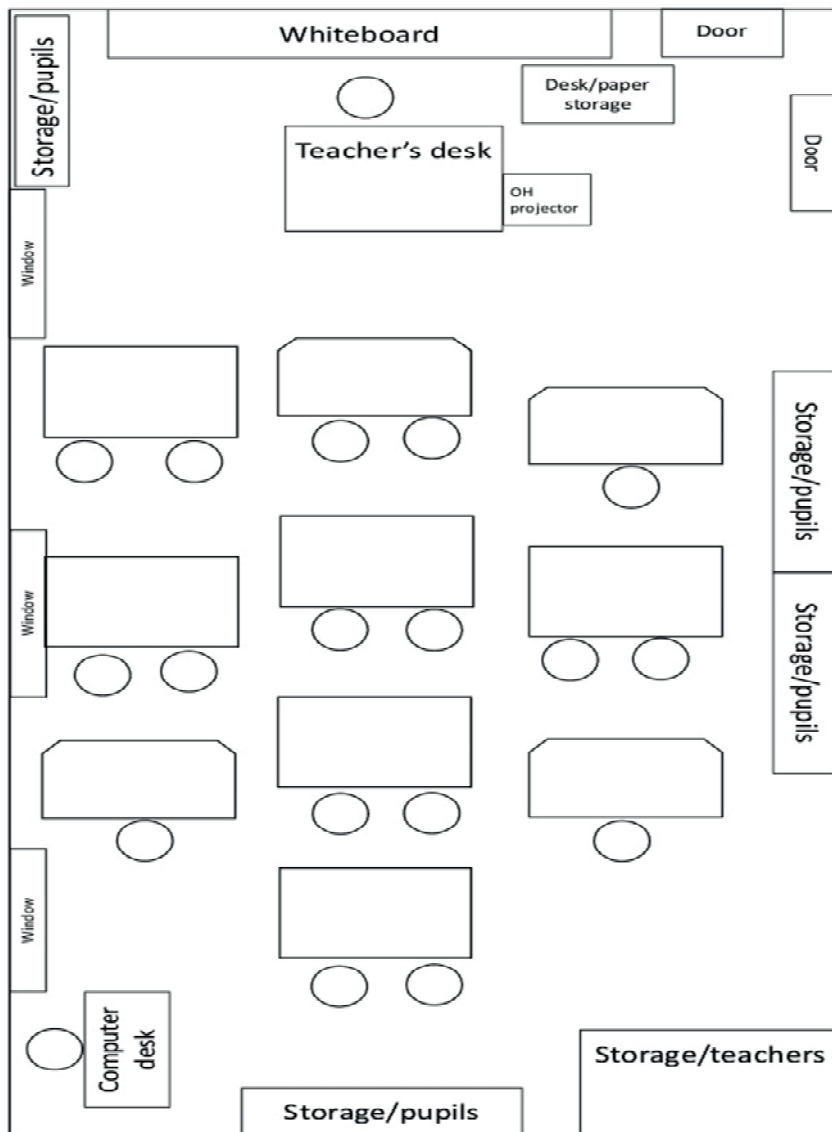 Whiteboard
Door
Storage/pupils
Desk/paper
storage
Door
Teacher's desk
OH
projector
Window
Storage/pupils
Window
Storage/pupils
Window
Computer
desk
Storage/teachers
Storage/pupils